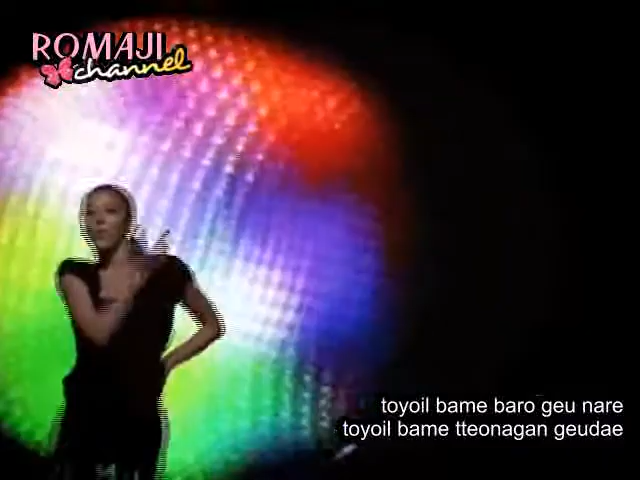 ROMAJI
channel
toyoil bame baro geu nare
toyoil bame tteonagan geudae